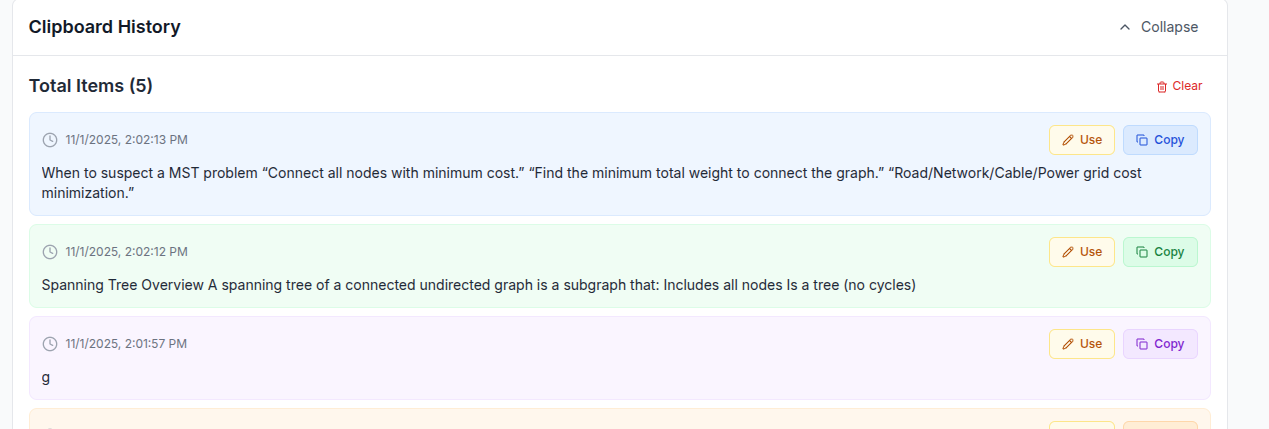 Clipboard History
Collapse
Total Items (5)
Clear
11/1/2025, 2:02:13 PM
Use
Copy
When to suspect a MST problem “Connect all nodes with minimum cost.” “Find the minimum total weight to connect the graph.” “Road/Network/Cable/Power grid cost
minimization.”
11/1/2025, 2:02:12 PM
Use
Copy
Spanning Tree Overview A spanning tree of a connected undirected graph is a subgraph that: Includes all nodes Is a tree (no cycles)
11/1/2025, 2:01:57 PM
Use
Copy
g